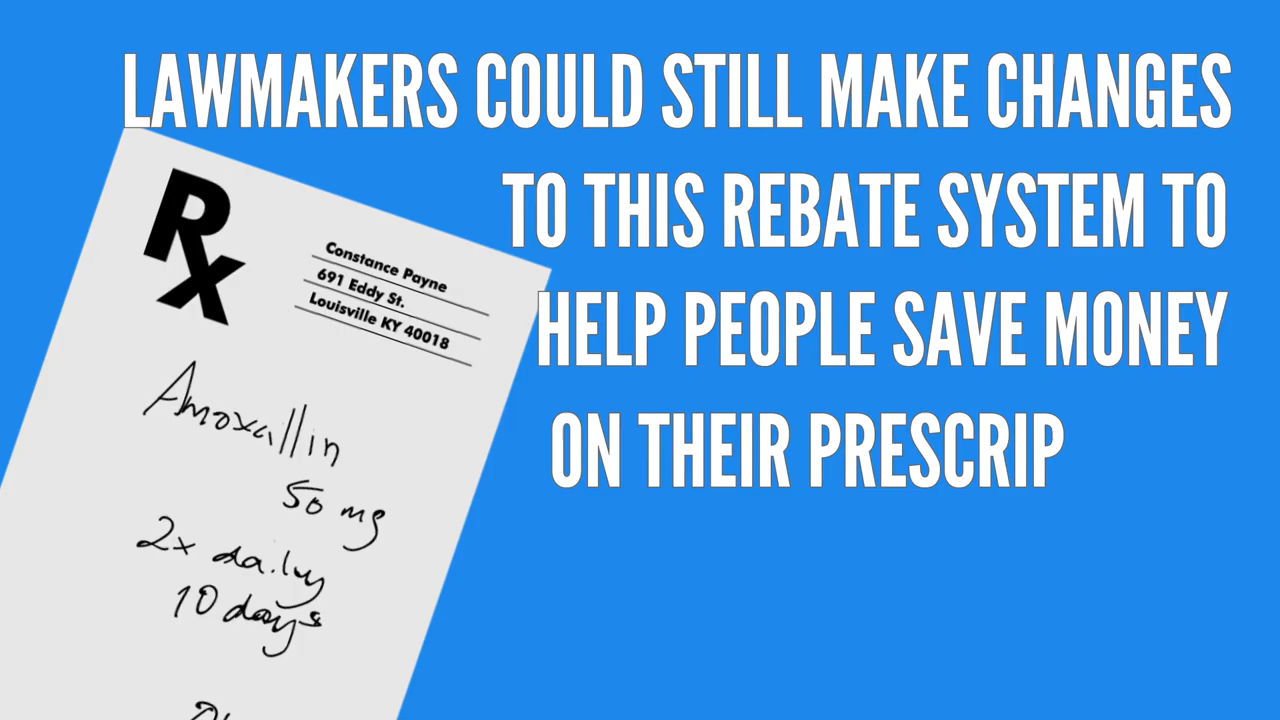 LAWMAKERS COULD STILL MAKE CHANGES
TO THIS REBATE SYSTEM TO
HELP PEOPLE SAVE MONEY
ON THEIR PRESCRIP
Rx
Constance Payne
691 Eddy St.
Louisville KY 40018
Amoxallin
50 mg
2x daily
10 days